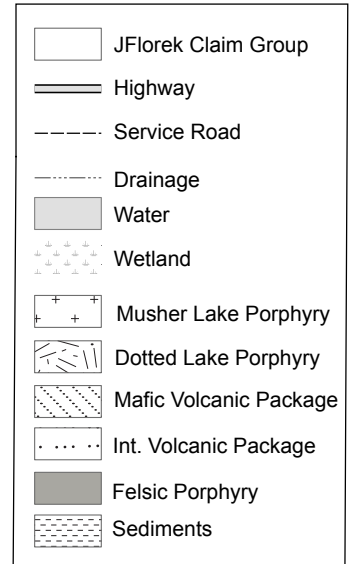 JFlorek Claim Group
Highway
Service Road
Drainage
Water
Wetland
Musher Lake Porphyry
Dotted Lake Porphyry
Mafic Volcanic Package
Int. Volcanic Package
Felsic Porphyry
Sediments